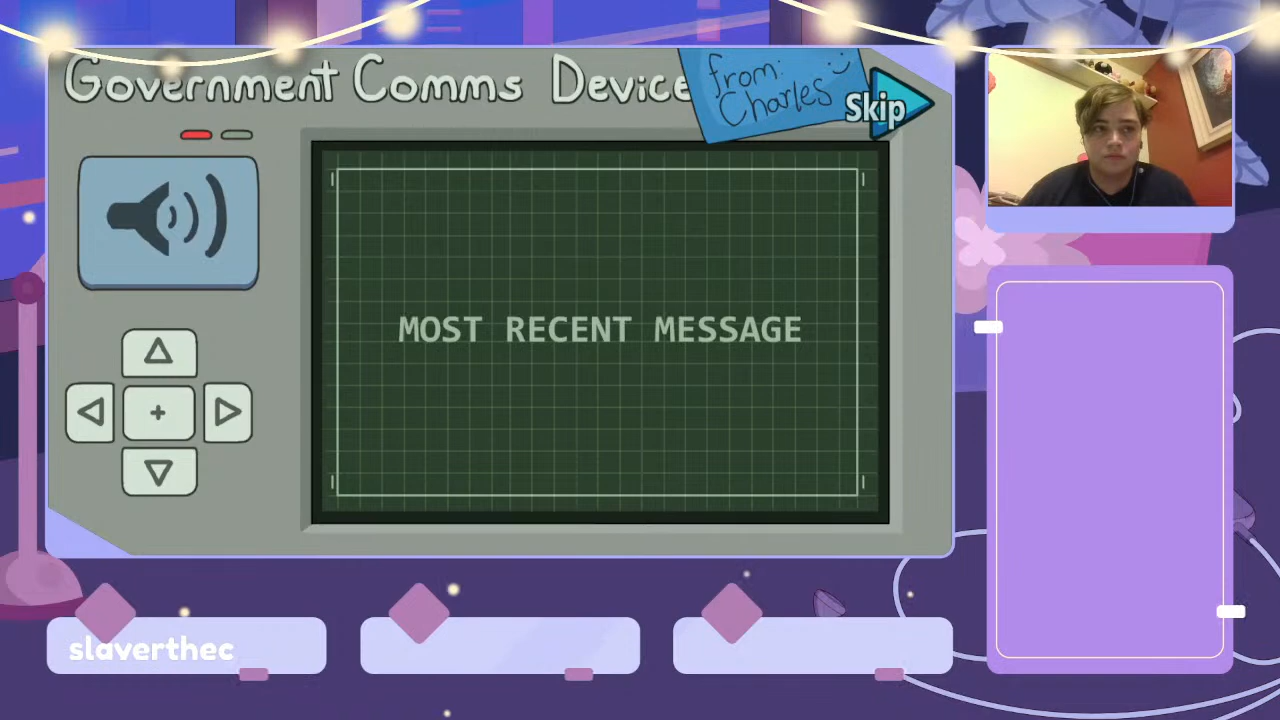 Government Comms Device
from:
Charles
Skip
MOST RECENT MESSAGE
slaverthec